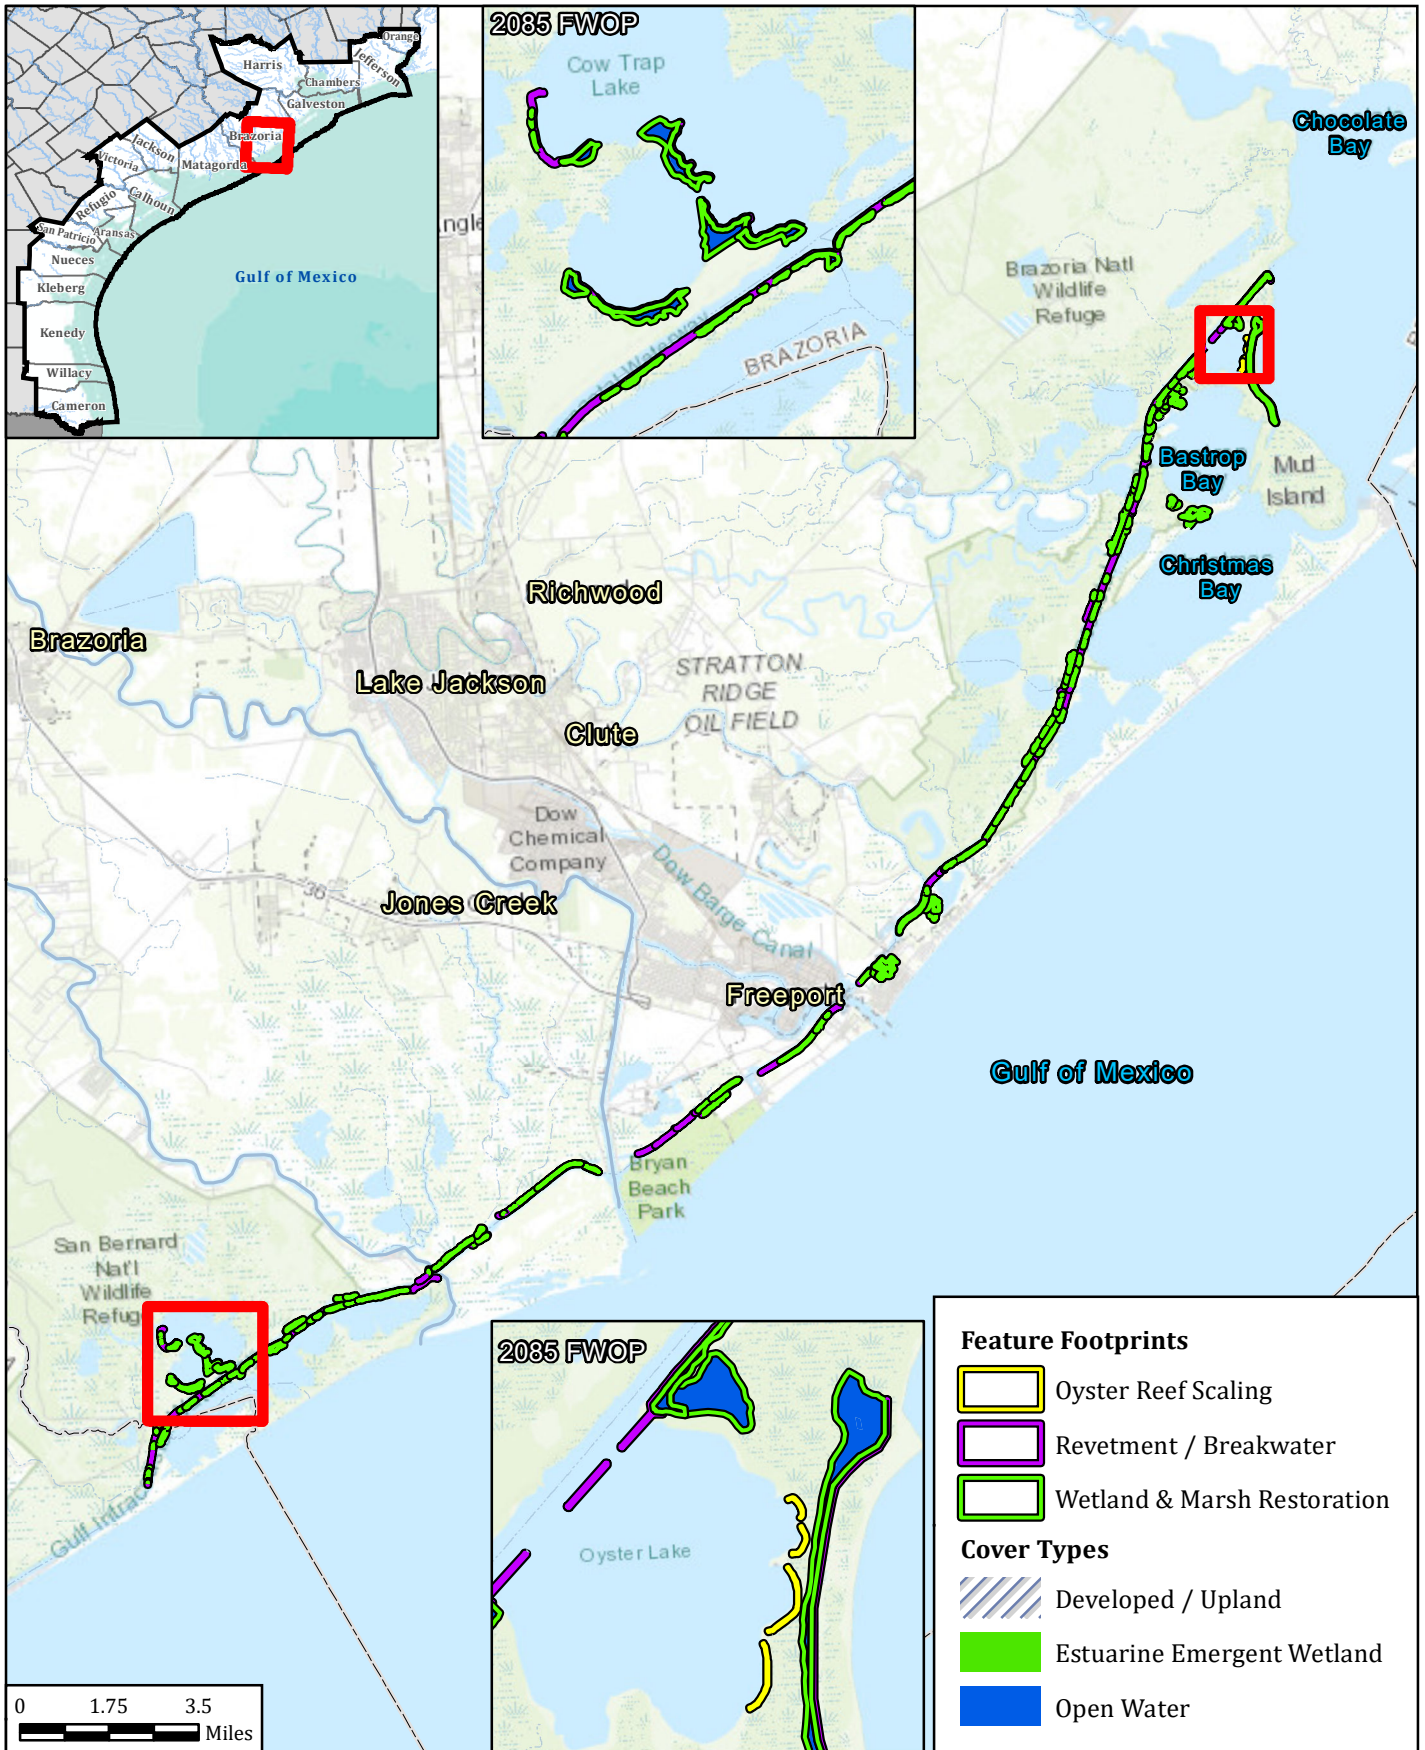 Orange
Harris
Jefferson
Chambers
Galveston
Brazoria
Jackson
Victoria
Matagorda
Refugio
Calhoun
San Patricio
Aransas
Nueces
Kleberg
Kenedy
Willacy
Cameron
Gulf of Mexico
2085 FWOP
Cow Trap
Lake
BRAZORIA
Chocolate
Bay
Brazoria Natl
Wildlife
Refuge
Bastrop
Bay
Mud
Island
Christmas
Bay
Richwood
Brazoria
Lake Jackson
STRATTON
RIDGE
OIL FIELD
Clute
Dow
Chemical
Company
Dow Barge Canal
36
Jones Creek
Freeport
Gulf of Mexico
Bryan
Beach
Park
San Bernard
Nat'l
Wildlife
Refug
Gulf Intrac
2085 FWOP
Oyster Lake
Feature Footprints
Oyster Reef Scaling
Revetment / Breakwater
Wetland & Marsh Restoration
Cover Types
Developed / Upland
Estuarine Emergent Wetland
Open Water
0 1.75 3.5
Miles